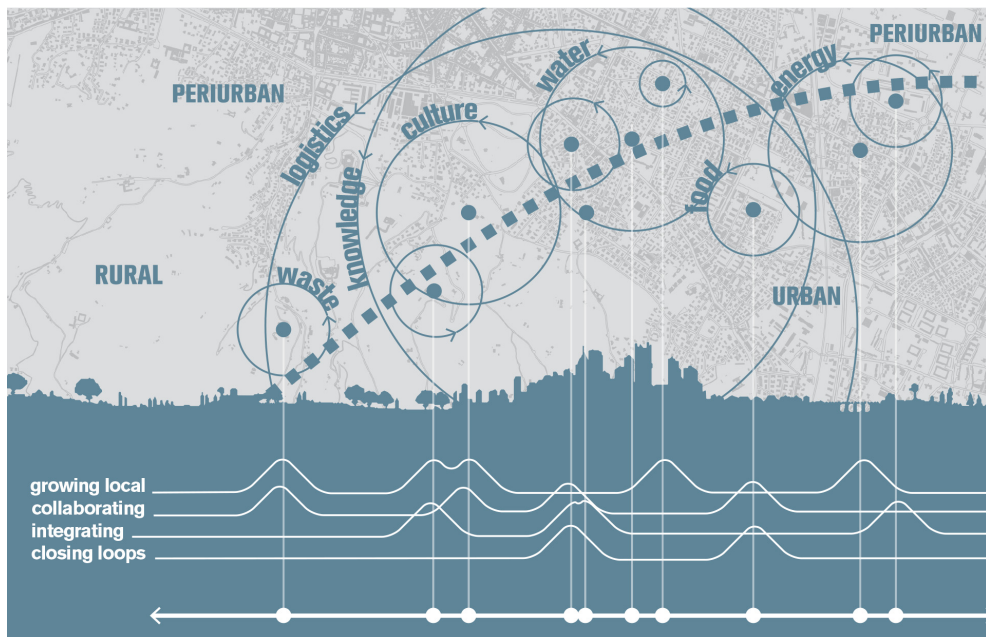 PERIURBAN
PERIURBAN
water
energy
culture
logistics
food
knowledge
RURAL
waste
URBAN
growing local
collaborating
integrating
closing loops